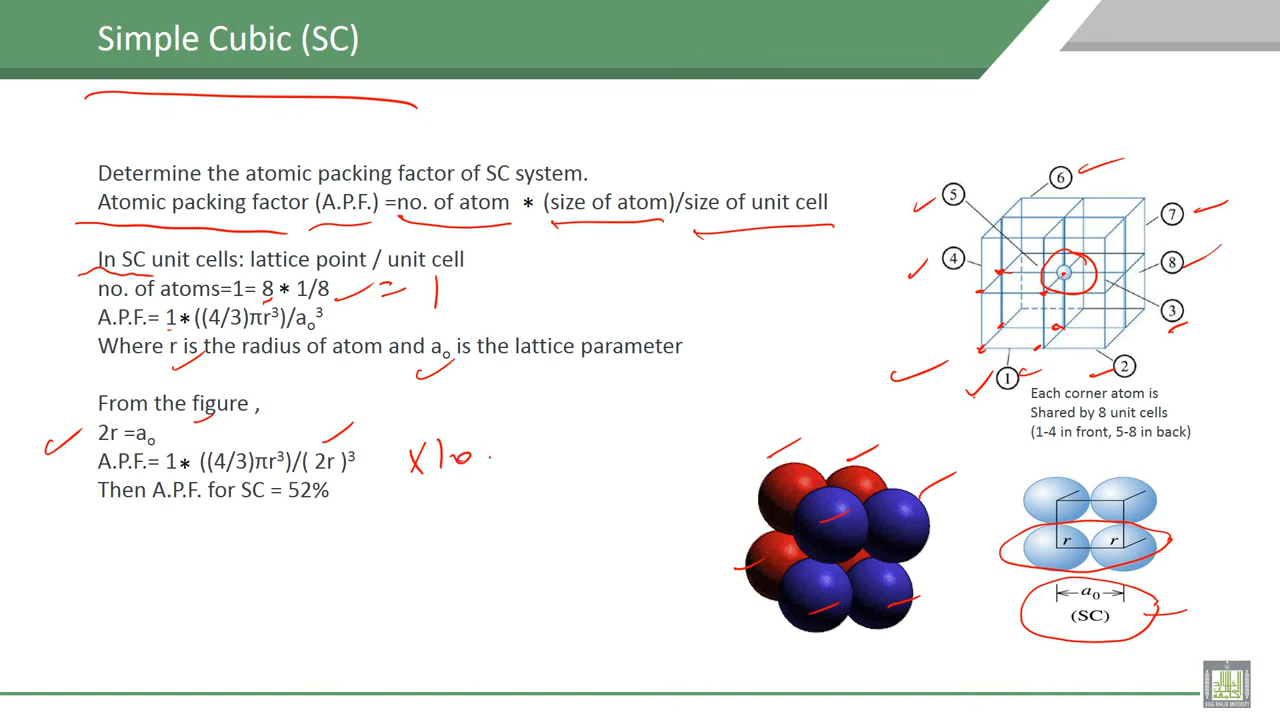 Simple Cubic (SC)
Determine the atomic packing factor of SC system.
Atomic packing factor (A.P.F.) =no. of atom * (size of atom)/size of unit cell
In SC unit cells: lattice point / unit cell
no. of atoms=1= 8 * 1/8 = 1
A.P.F.= 1*((4/3)πr³)/aₒ³
Where r is the radius of atom and aₒ is the lattice parameter
From the figure ,
2r =aₒ
A.P.F.= 1* ((4/3)πr³)/( 2r )³
Then A.P.F. for SC = 52%
6
5
7
4
8
3
2
1
Each corner atom is
Shared by 8 unit cells
(1-4 in front, 5-8 in back)
r r
a₀
(SC)